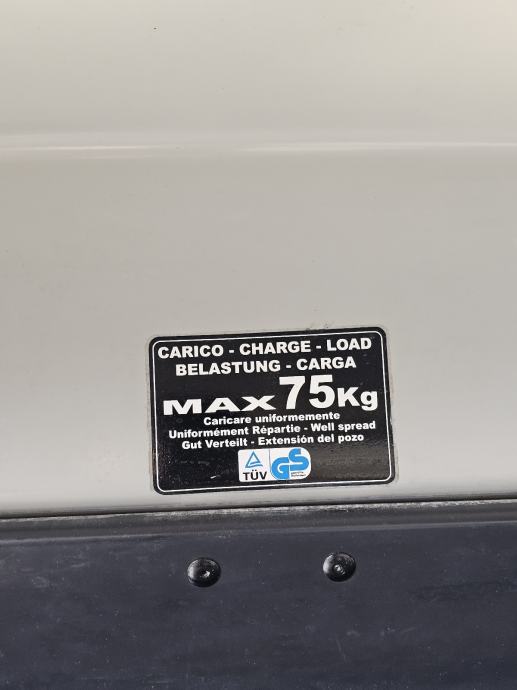 CARICO - CHARGE - LOAD
BELASTUNG - CARGA
MAX 75Kg
Caricare uniformemente
Uniformément Répartie - Well spread
Gut Verteilt - Extensión del pozo
TÜV GS